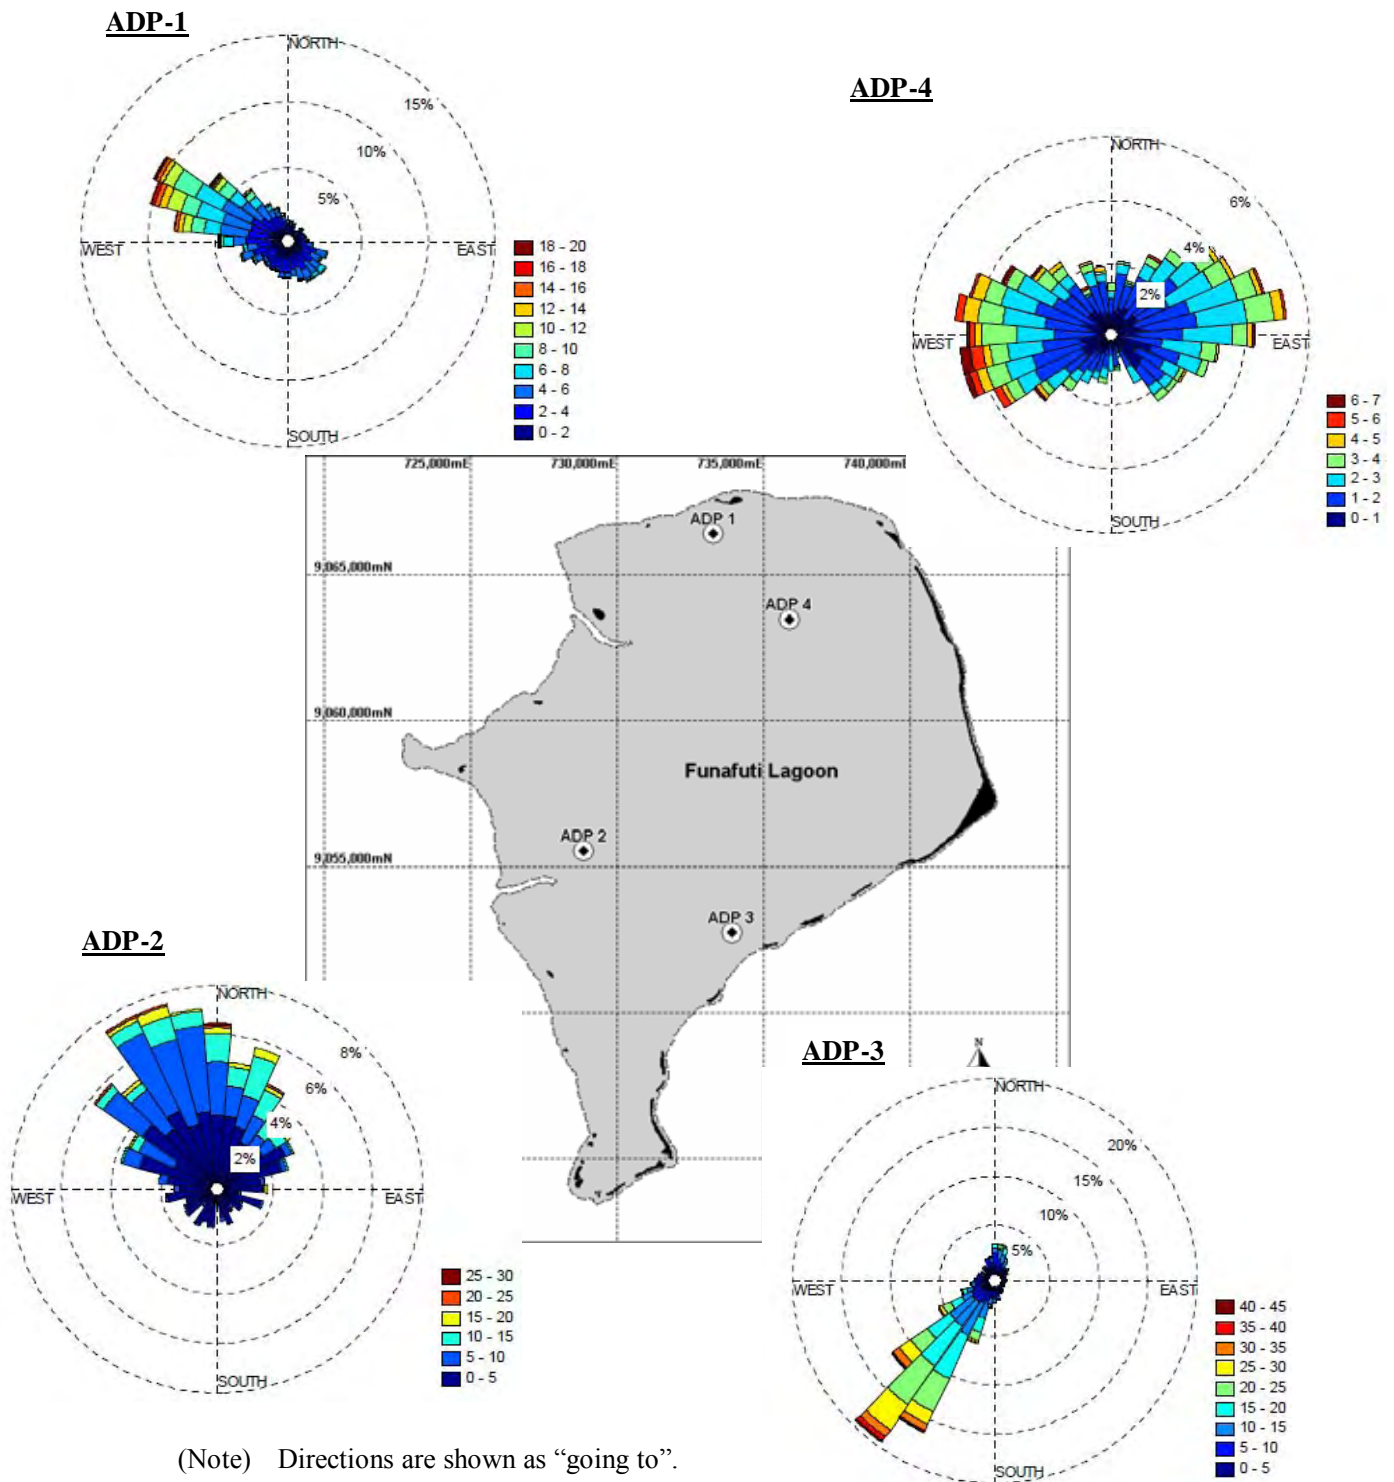 ADP-1
NORTH
15%
10%
5%
WEST
EAST
SOUTH
18 - 20
16 - 18
14 - 16
12 - 14
10 - 12
8 - 10
6 - 8
4 - 6
2 - 4
0 - 2
ADP-4
NORTH
6%
4%
2%
WEST
EAST
SOUTH
6 - 7
5 - 6
4 - 5
3 - 4
2 - 3
1 - 2
0 - 1
725,000mE
730,000mE
735,000mE
740,000mE
ADP 1
9,065,000mN
ADP 4
9,060,000mN
Funafuti Lagoon
ADP 2
9,055,000mN
ADP 3
N
ADP-2
NORTH
8%
6%
4%
2%
WEST
EAST
SOUTH
25 - 30
20 - 25
15 - 20
10 - 15
5 - 10
0 - 5
ADP-3
NORTH
20%
15%
10%
5%
WEST
EAST
SOUTH
40 - 45
35 - 40
30 - 35
25 - 30
20 - 25
15 - 20
10 - 15
5 - 10
0 - 5
(Note) Directions are shown as “going to”.